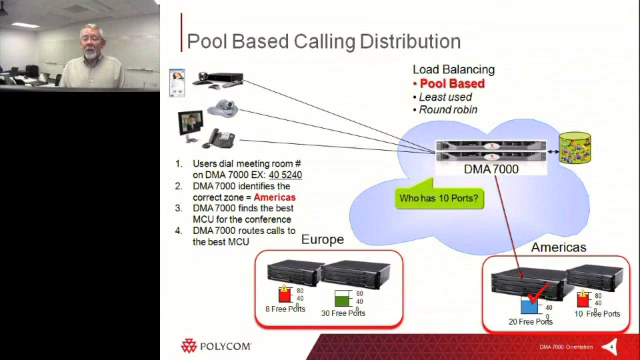 Pool Based Calling Distribution
Load Balancing
• Pool Based
• Least used
• Round robin
1. Users dial meeting room #
on DMA 7000 EX: 40 5240
2. DMA 7000 identifies the
correct zone = Americas
3. DMA 7000 finds the best
MCU for the conference
4. DMA 7000 routes calls to
the best MCU
DMA 7000
Who has 10 Ports?
Europe
80
40
0
8 Free Ports
60
40
0
30 Free Ports
Americas
40
0
20 Free Ports
80
40
0
10 Free Ports
POLYCOM
DMA 7000 Orientation